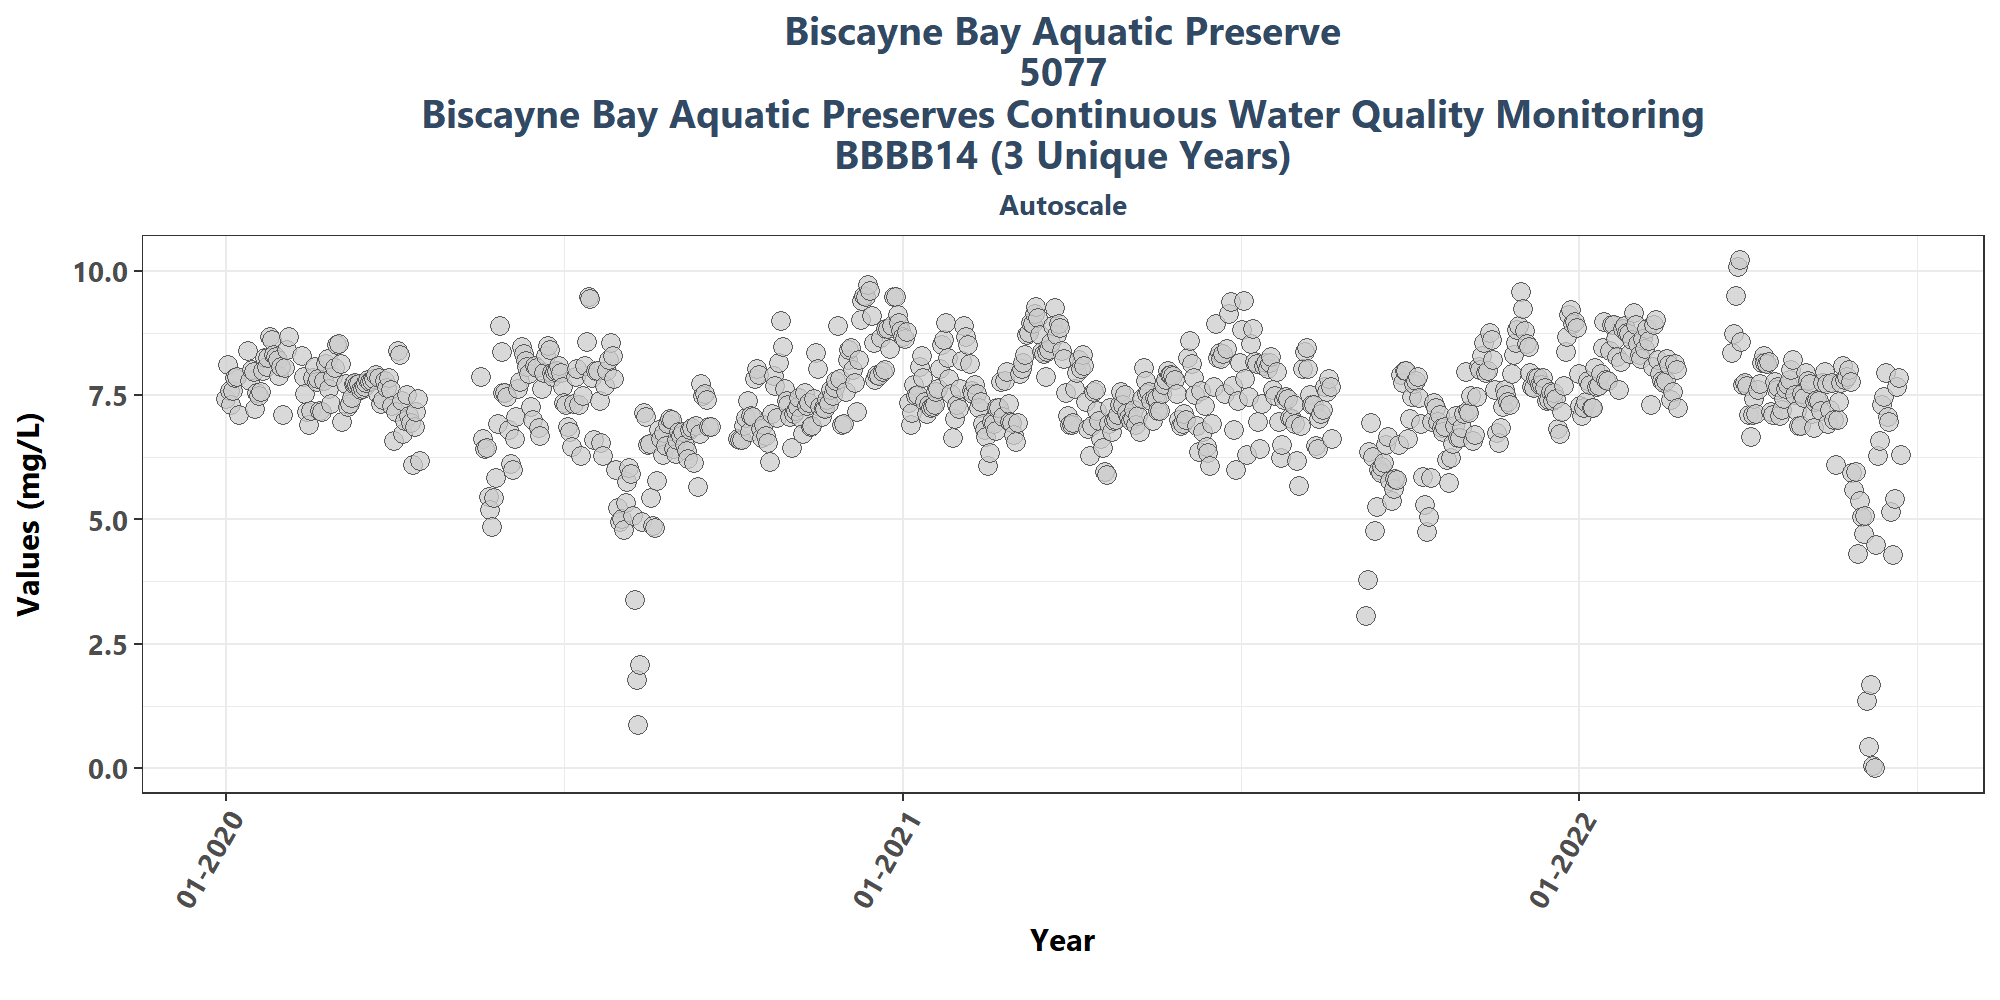 Biscayne Bay Aquatic Preserve
5077
Biscayne Bay Aquatic Preserves Continuous Water Quality Monitoring
BBBB14 (3 Unique Years)
Autoscale
Values (mg/L)
10.0
7.5
5.0
2.5
0.0
01-2020
01-2021
01-2022
Year